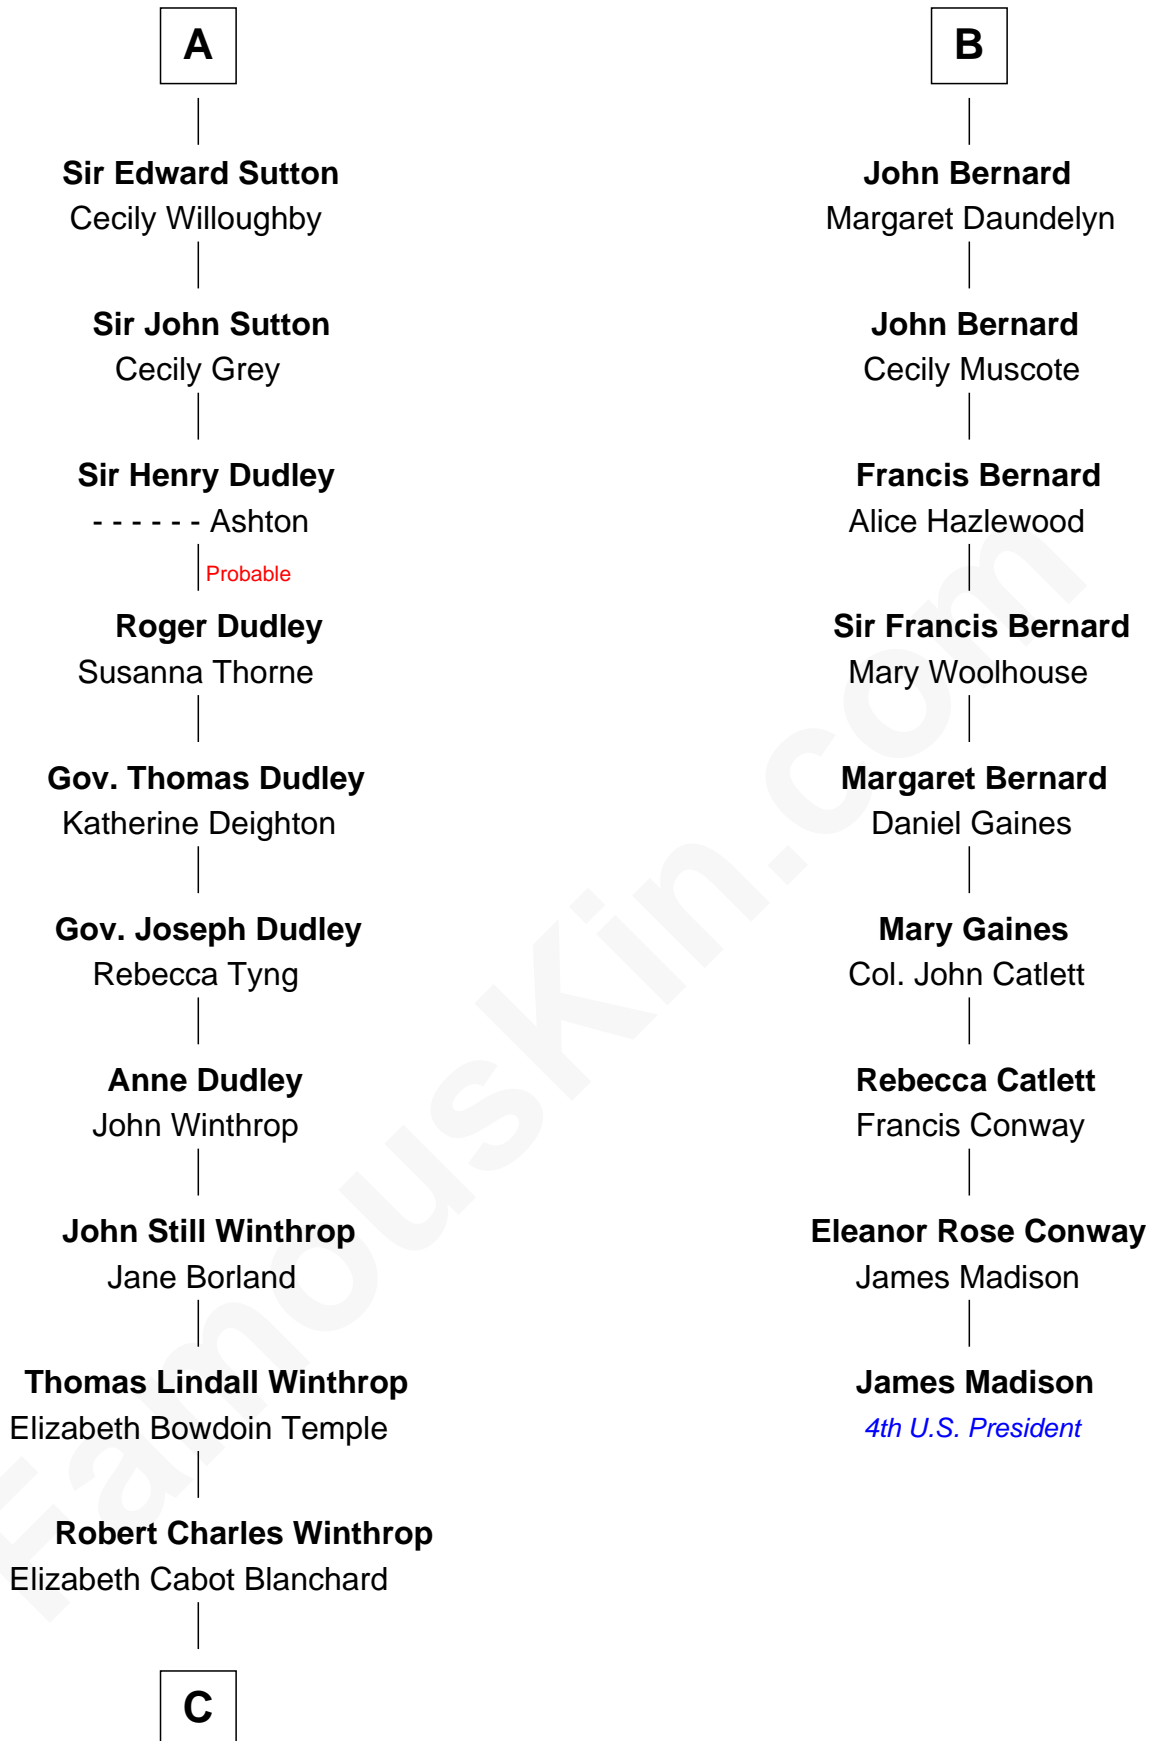 A
Sir Edward Sutton
Cecily Willoughby
Sir John Sutton
Cecily Grey
Sir Henry Dudley
- - - - - - Ashton
Probable
Roger Dudley
Susanna Thorne
Gov. Thomas Dudley
Katherine Deighton
Gov. Joseph Dudley
Rebecca Tyng
Anne Dudley
John Winthrop
John Still Winthrop
Jane Borland
Thomas Lindall Winthrop
Elizabeth Bowdoin Temple
Robert Charles Winthrop
Elizabeth Cabot Blanchard
C
B
John Bernard
Margaret Daundelyn
John Bernard
Cecily Muscote
Francis Bernard
Alice Hazlewood
Sir Francis Bernard
Mary Woolhouse
Margaret Bernard
Daniel Gaines
Mary Gaines
Col. John Catlett
Rebecca Catlett
Francis Conway
Eleanor Rose Conway
James Madison
James Madison
4th U.S. President
FamousKin.com